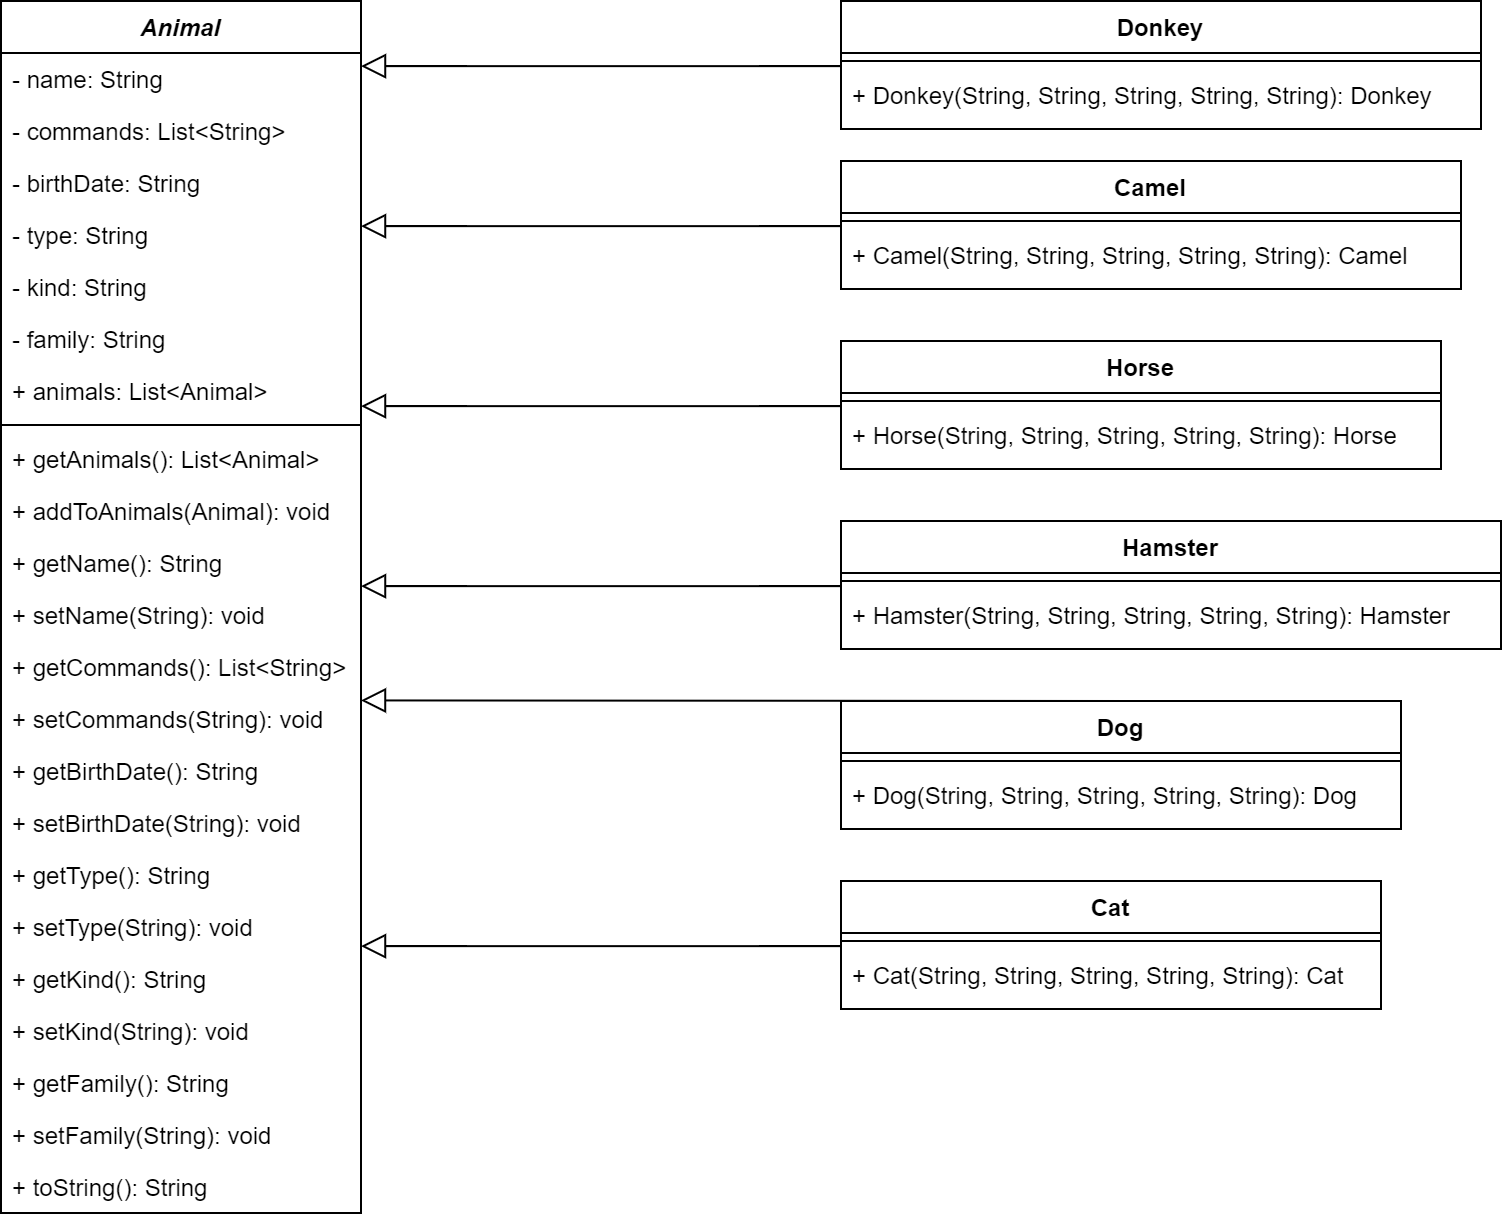 Animal
- name: String
- commands: List<String>
- birthDate: String
- type: String
- kind: String
- family: String
+ animals: List<Animal>
+ getAnimals(): List<Animal>
+ addToAnimals(Animal): void
+ getName(): String
+ setName(String): void
+ getCommands(): List<String>
+ setCommands(String): void
+ getBirthDate(): String
+ setBirthDate(String): void
+ getType(): String
+ setType(String): void
+ getKind(): String
+ setKind(String): void
+ getFamily(): String
+ setFamily(String): void
+ toString(): String
Donkey
+ Donkey(String, String, String, String, String): Donkey
Camel
+ Camel(String, String, String, String, String): Camel
Horse
+ Horse(String, String, String, String, String): Horse
Hamster
+ Hamster(String, String, String, String, String): Hamster
Dog
+ Dog(String, String, String, String, String): Dog
Cat
+ Cat(String, String, String, String, String): Cat